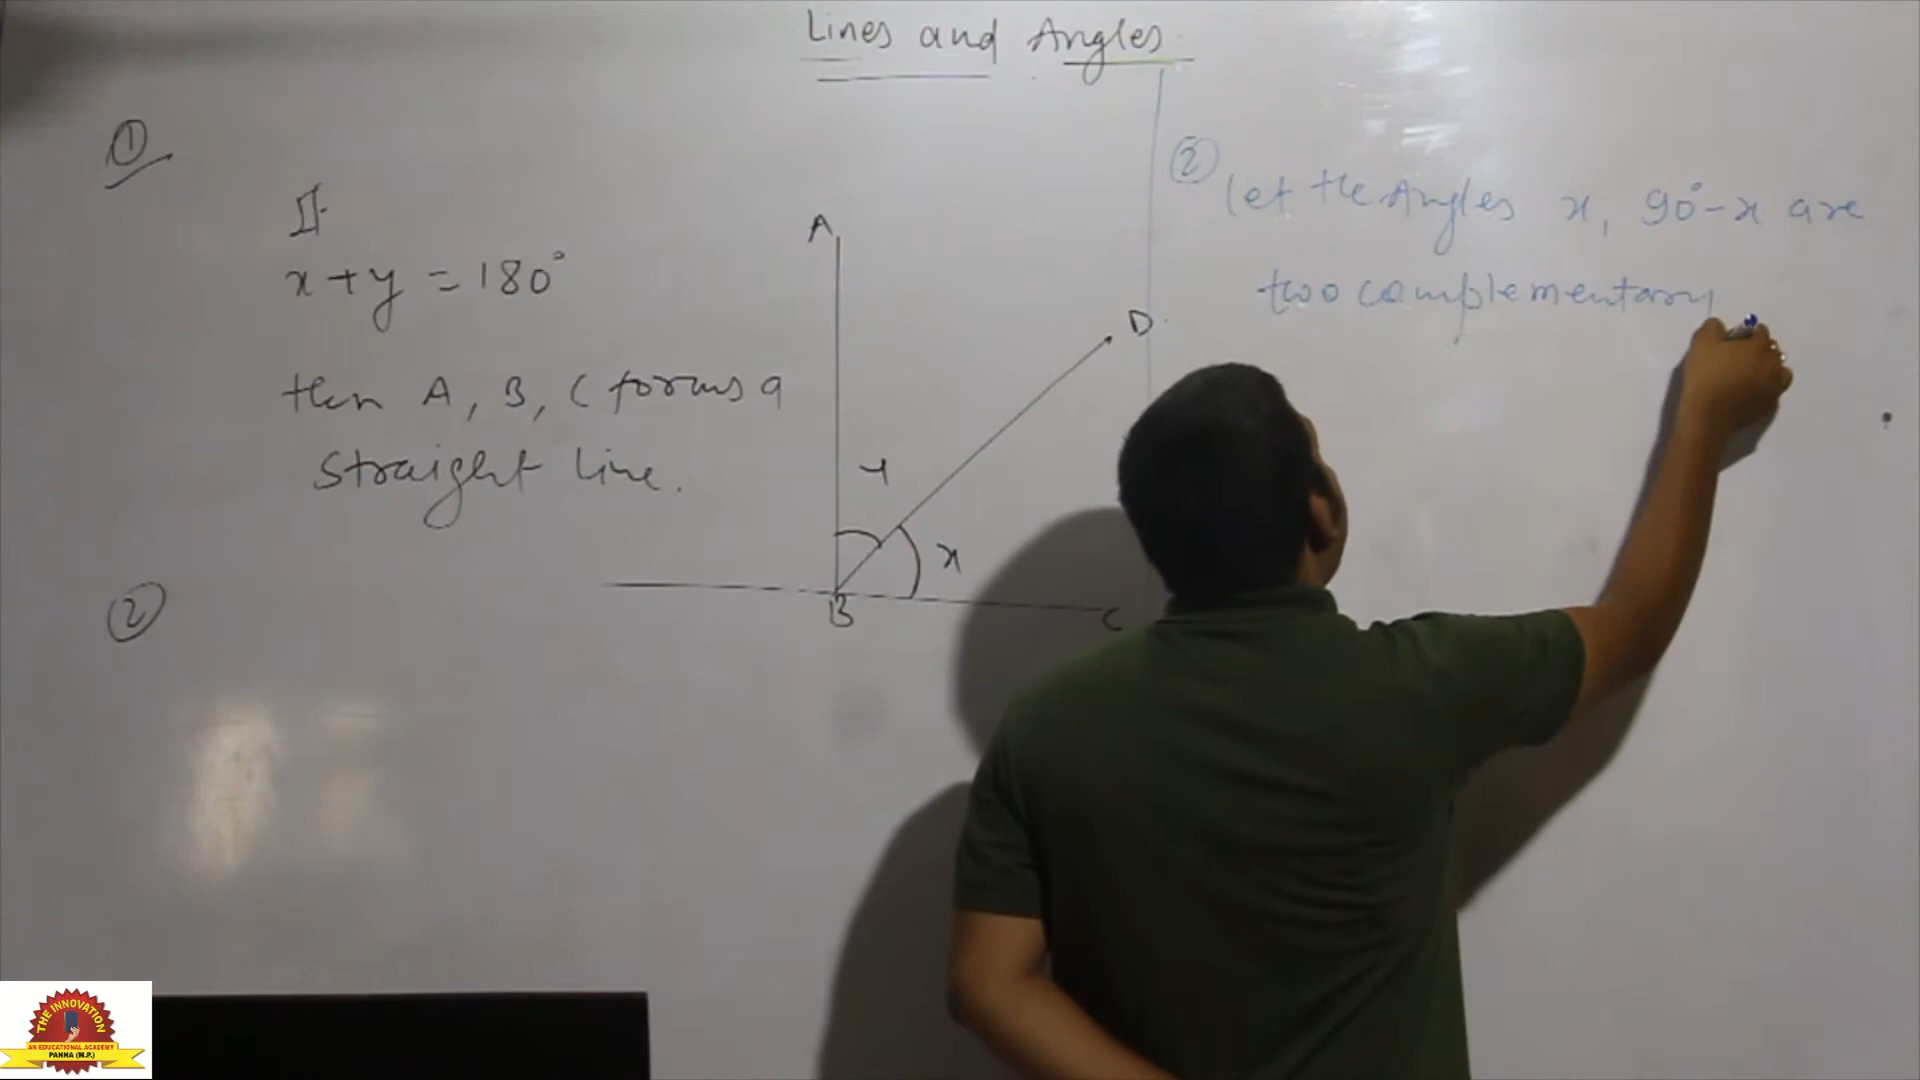 Lines and Angles
①
If
x+y = 180°
then A, B, C forms a
straight line.
A
D
y
x
B
C
②
② let the Angles x, 90°-x are
two complementary
THE INNOVATION
AN EDUCATIONAL ACADEMY
PANNA (M.P.)